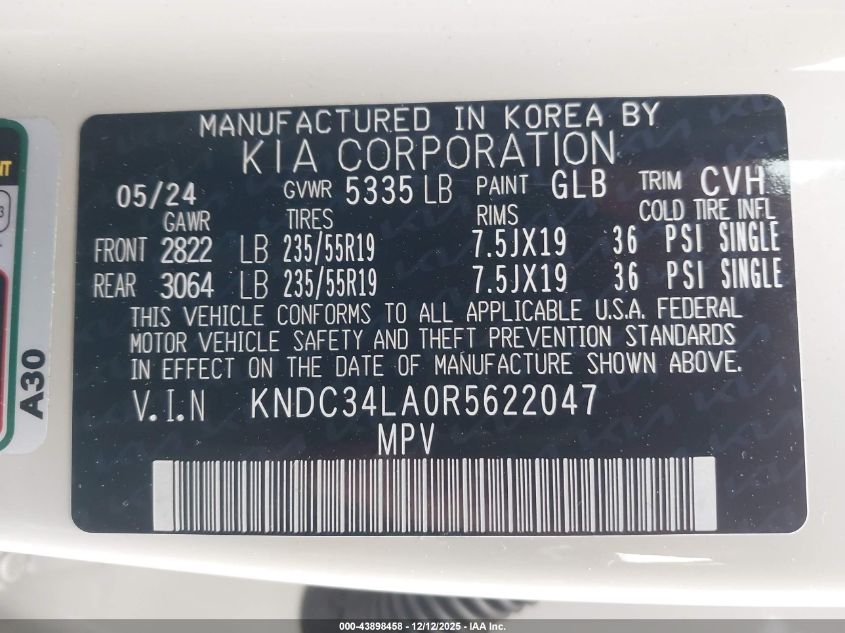 MANUFACTURED IN KOREA BY
KIA CORPORATION
05/24 GVWR 5335 LB PAINT GLB TRIM CVH
GAWR TIRES RIMS COLD TIRE INFL
FRONT 2822 LB 235/55R19 7.5JX19 36 PSI SINGLE
REAR 3064 LB 235/55R19 7.5JX19 36 PSI SINGLE
THIS VEHICLE CONFORMS TO ALL APPLICABLE U.S.A. FEDERAL
MOTOR VEHICLE SAFETY AND THEFT PREVENTION STANDARDS
IN EFFECT ON THE DATE OF MANUFACTURE SHOWN ABOVE.
V.I.N KNDC34LA0R5622047
MPV
A30
000-43898458 - 12/12/2025 - IAA Inc.